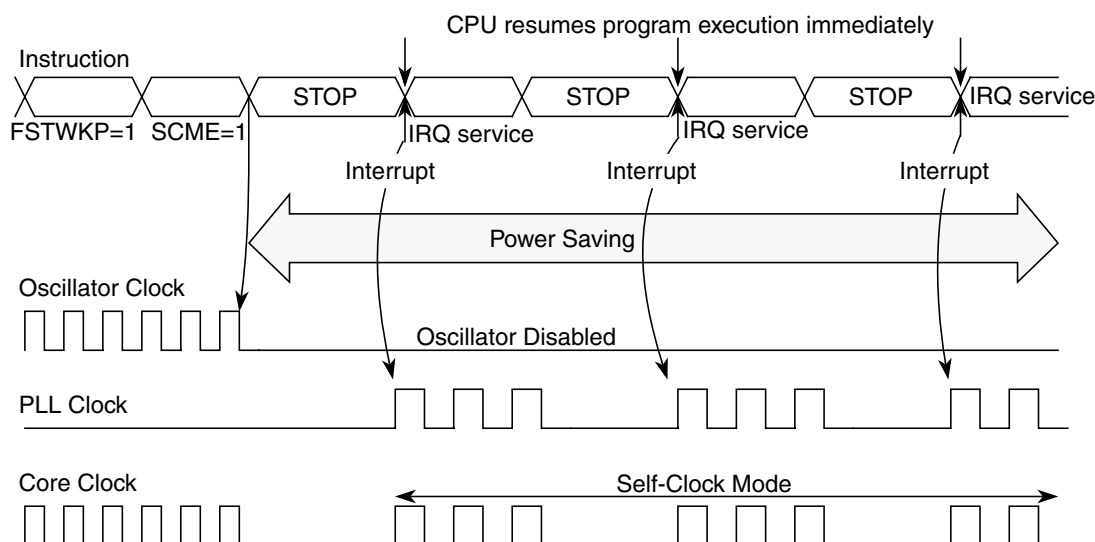 CPU resumes program execution immediately
Instruction
STOP
STOP
STOP
IRQ service
FSTWKP=1
SCME=1
IRQ service
IRQ service
Interrupt
Interrupt
Interrupt
Power Saving
Oscillator Clock
Oscillator Disabled
PLL Clock
Core Clock
Self-Clock Mode